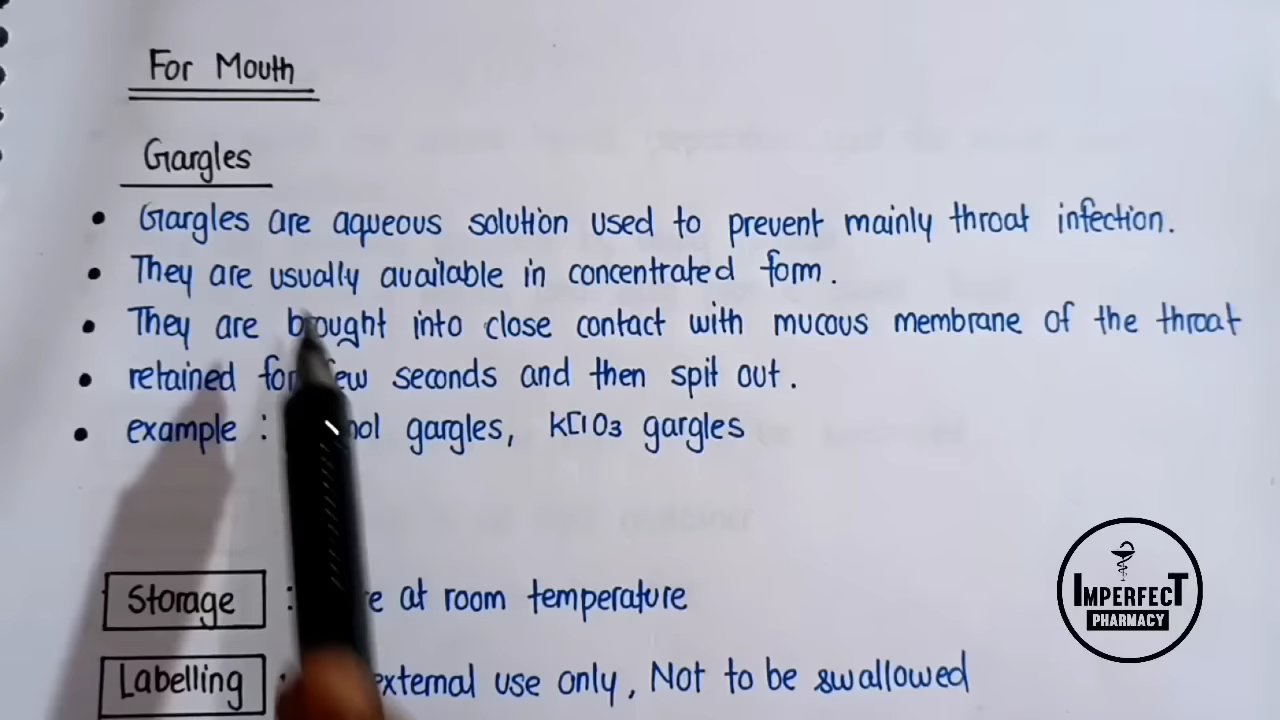 For Mouth
Gargles
• Gargles are aqueous solution used to prevent mainly throat infection.
• They are usually available in concentrated form.
• They are brought into close contact with mucous membrane of the throat
• retained for few seconds and then spit out.
• example : gargles, KClO3 gargles
Storage : at room temperature
Labelling : external use only, Not to be swallowed
IMPERFECT
PHARMACY